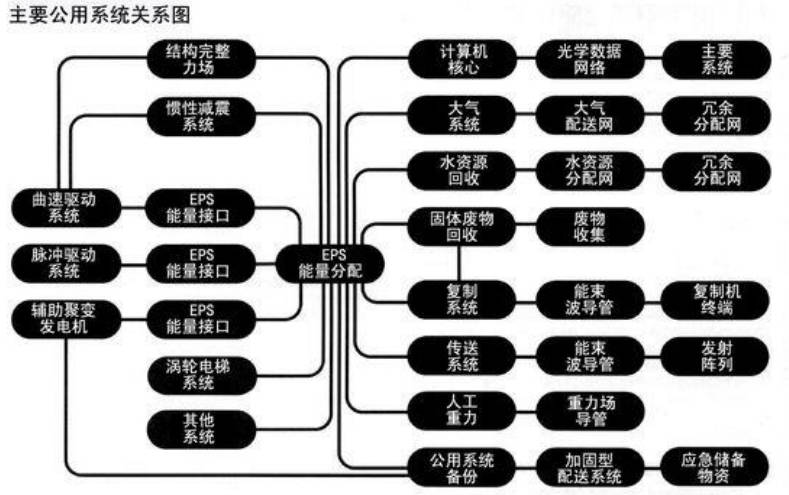 主要公用系统关系图
结构完整
力场
惯性减震
系统
曲速驱动
系统
EPS
能量接口
脉冲驱动
系统
EPS
能量接口
辅助聚变
发电机
EPS
能量接口
涡轮电梯
系统
其他
系统
EPS
能量分配
计算机
核心
光学数据
网络
主要
系统
大气
系统
大气
配送网
冗余
分配网
水资源
回收
水资源
分配网
冗余
分配网
固体废物
回收
废物
收集
复制
系统
能束
波导管
复制机
终端
传送
系统
能束
波导管
发射
阵列
人工
重力
重力场
导管
公用系统
备份
加固型
配送系统
应急储备
物资